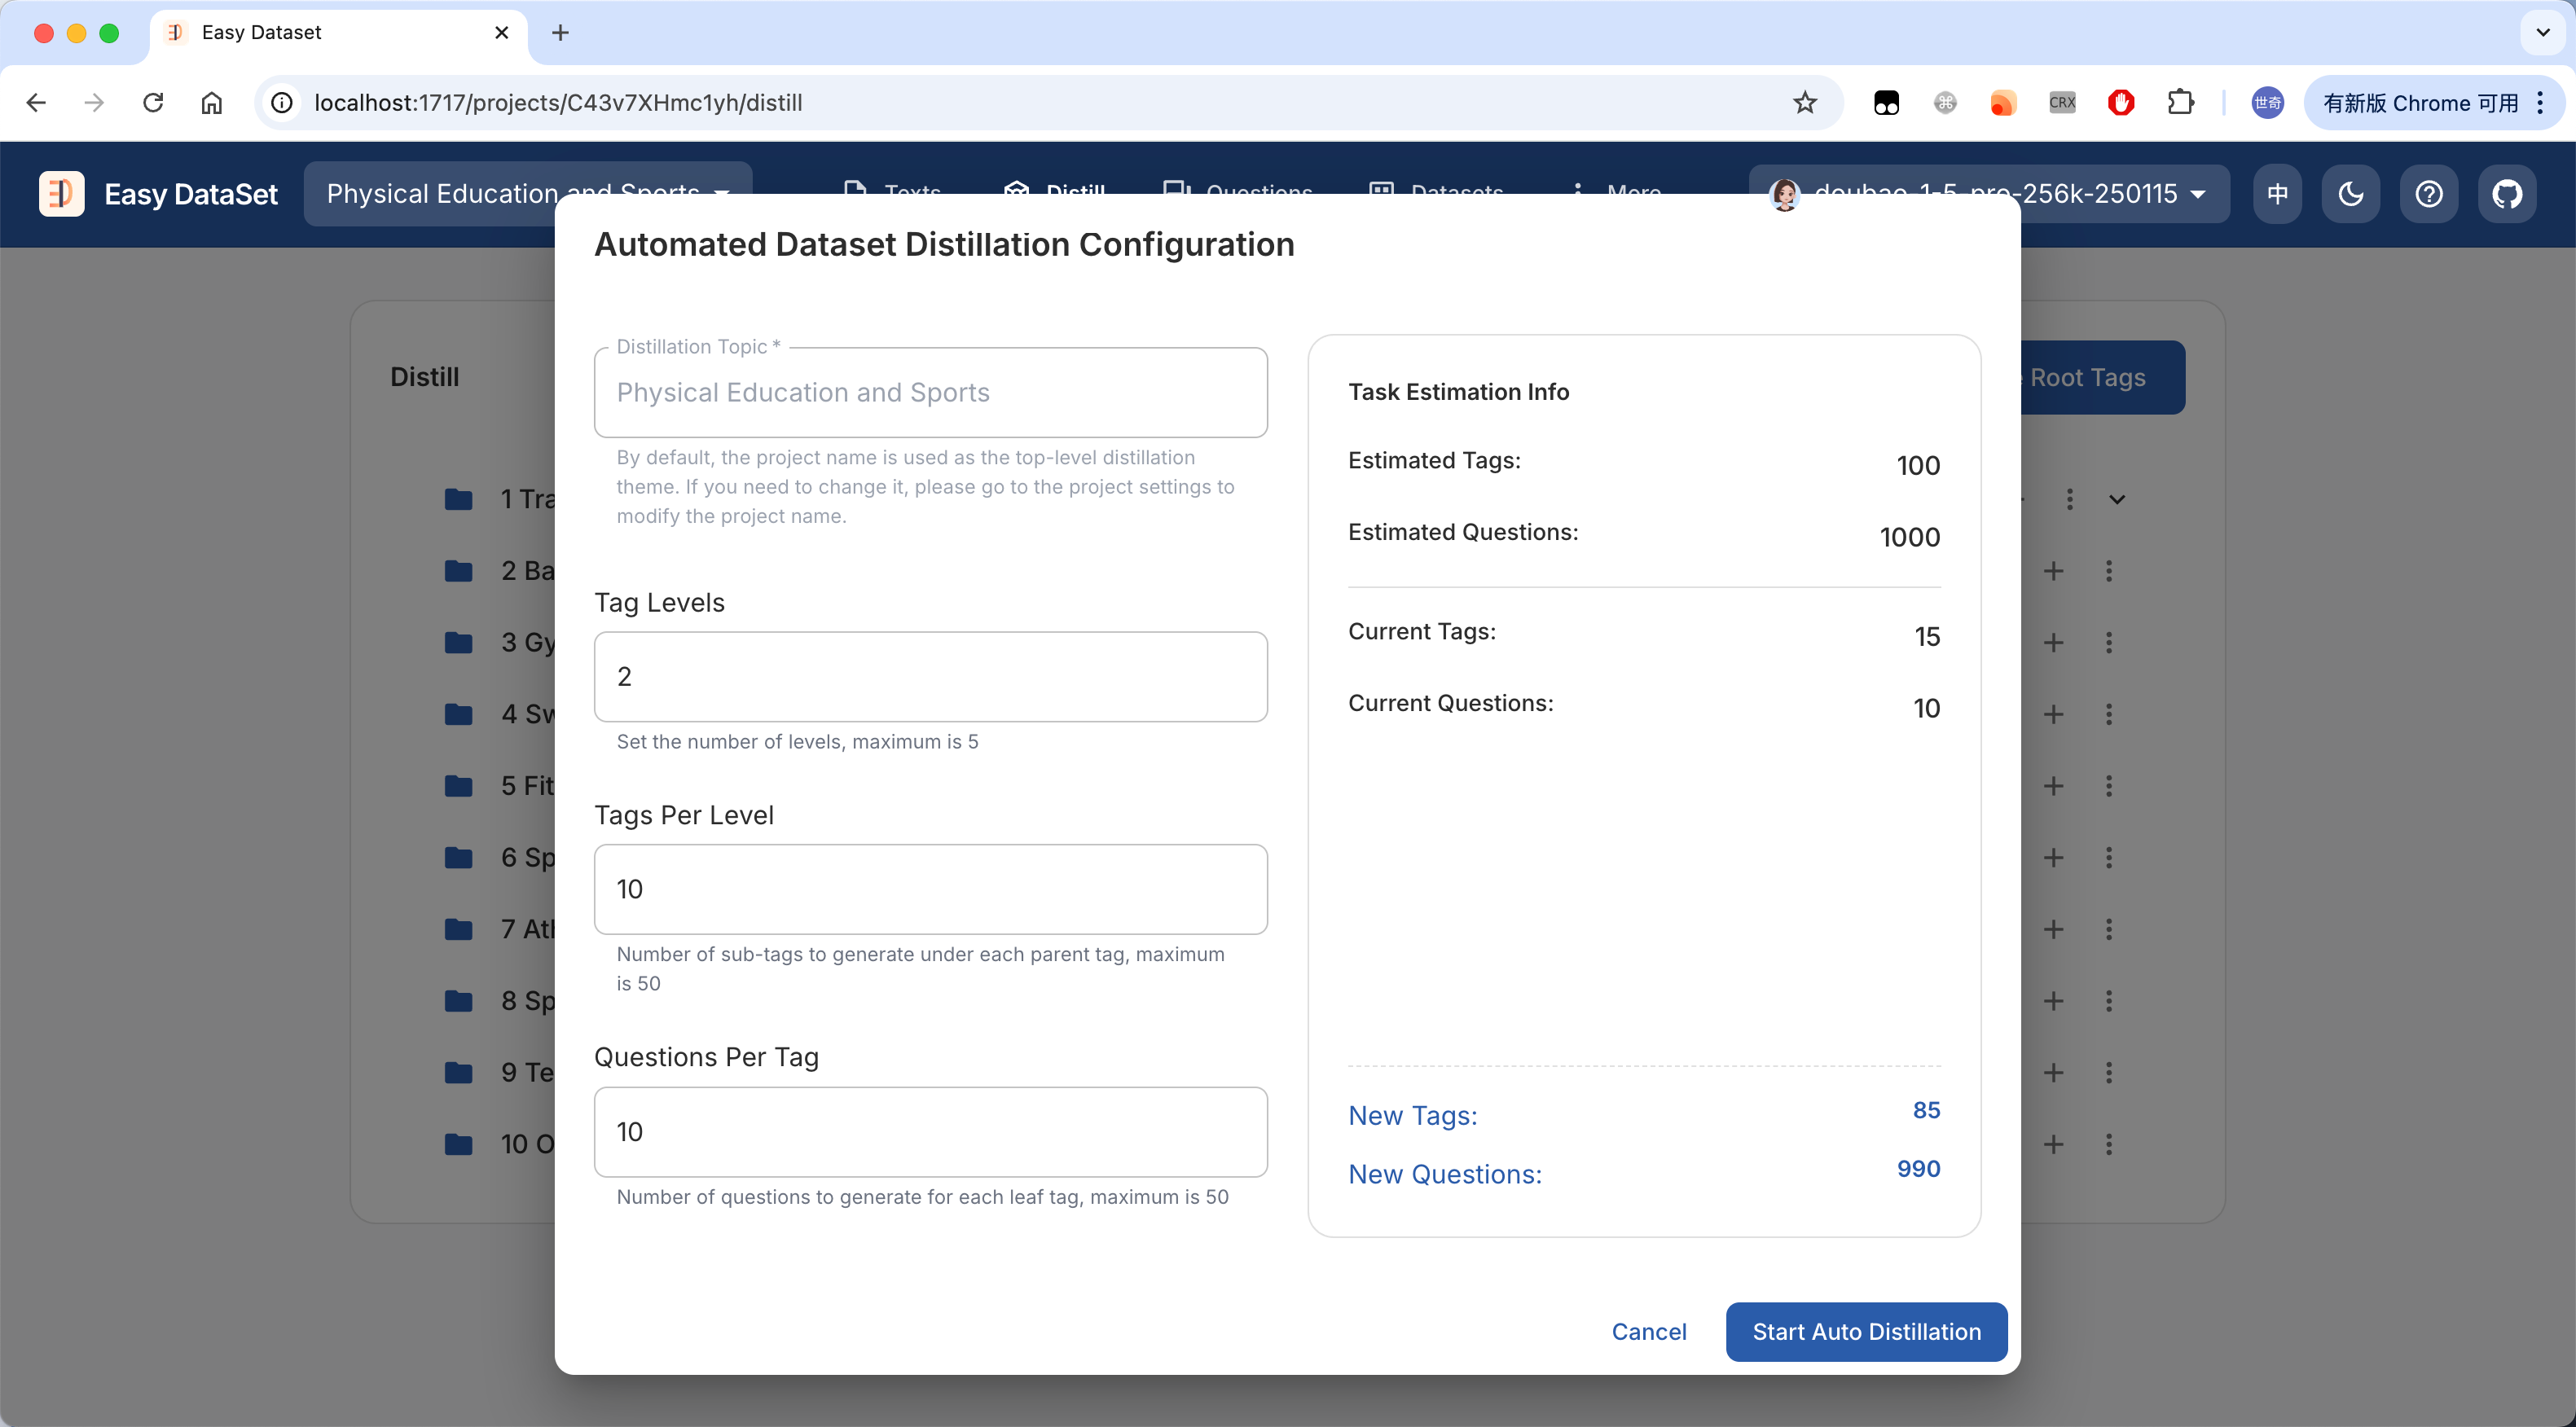 Easy Dataset
localhost:1717/projects/C43v7XHmc1yh/distill
CRX
世奇
有新版 Chrome 可用
Easy DataSet
Physical Education and Sports
Texts
Distill
Questions
Datasets
More
doubao-1-5-pro-256k-250115
中
Automated Dataset Distillation Configuration
Distill
Root Tags
Distillation Topic *
Physical Education and Sports
By default, the project name is used as the top-level distillation
theme. If you need to change it, please go to the project settings to
modify the project name.
Tag Levels
2
Set the number of levels, maximum is 5
Tags Per Level
10
Number of sub-tags to generate under each parent tag, maximum
is 50
Questions Per Tag
10
Number of questions to generate for each leaf tag, maximum is 50
Task Estimation Info
Estimated Tags: 100
Estimated Questions: 1000
Current Tags: 15
Current Questions: 10
New Tags: 85
New Questions: 990
Cancel
Start Auto Distillation
1 Tra
2 Ba
3 Gy
4 Sw
5 Fit
6 Sp
7 Ath
8 Sp
9 Te
10 O